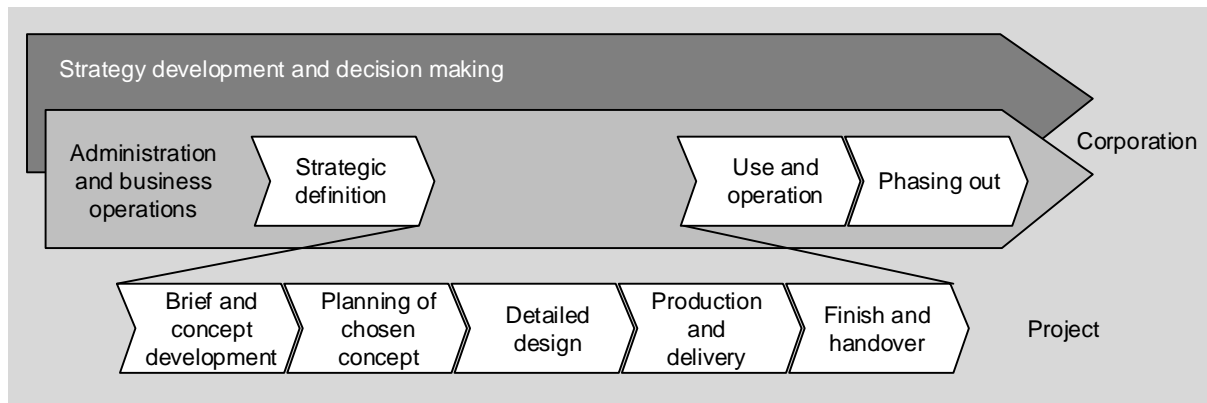 Strategy development and decision making
Administration
and business
operations
Strategic
definition
Use and
operation
Phasing out
Corporation
Brief and
concept
development
Planning of
chosen
concept
Detailed
design
Production
and
delivery
Finish and
handover
Project